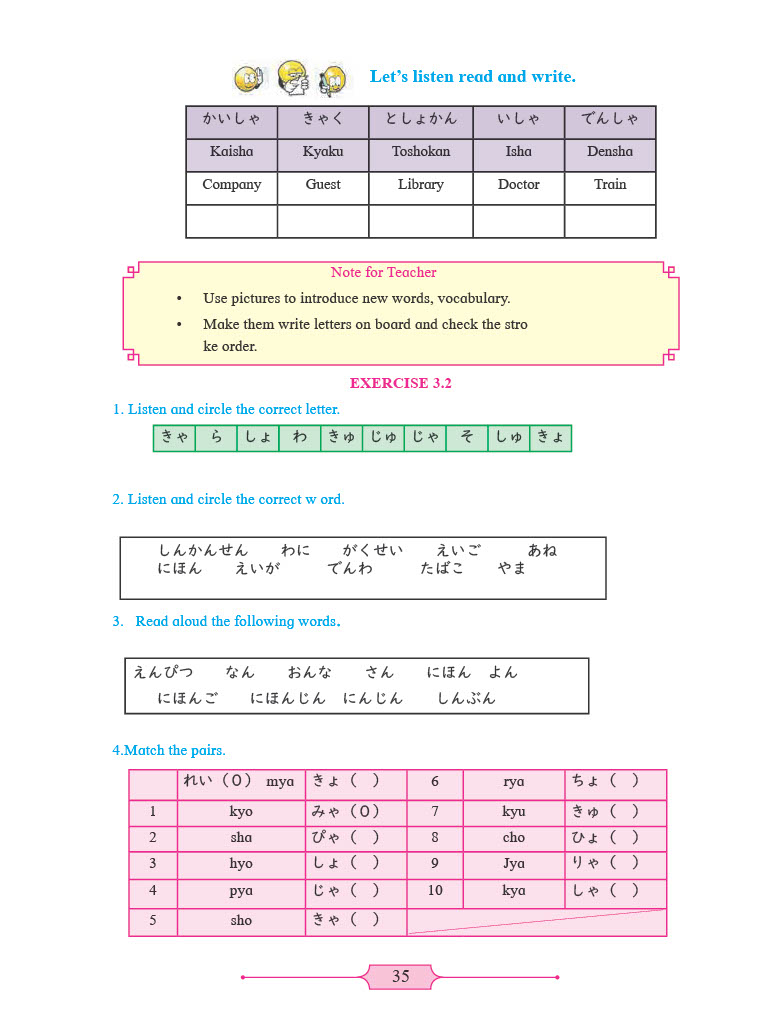 Let's listen read and write.
かいしゃ きゃく としょかん いしゃ でんしゃ
Kaisha Kyaku Toshokan Isha Densha
Company Guest Library Doctor Train
Note for Teacher
• Use pictures to introduce new words, vocabulary.
• Make them write letters on board and check the stro
ke order.
EXERCISE 3.2
1. Listen and circle the correct letter.
きゃ ら しょ わ きゅ じゅ じゃ そ しゅ きょ
2. Listen and circle the correct w ord.
しんかんせん わに がくせい えいご あね
にほん えいが でんわ たばこ やま
3. Read aloud the following words.
えんぴつ なん おんな さん にほん よん
にほんご にほんじん にんじん しんぶん
4.Match the pairs.
れい ( O ) mya きょ ( ) 6 rya ちょ ( )
1 kyo みゃ ( O ) 7 kyu きゅ ( )
2 sha ぴゃ ( ) 8 cho ひょ ( )
3 hyo しょ ( ) 9 Jya りゃ ( )
4 pya じゃ ( ) 10 kya しゃ ( )
5 sho きゃ ( )
35